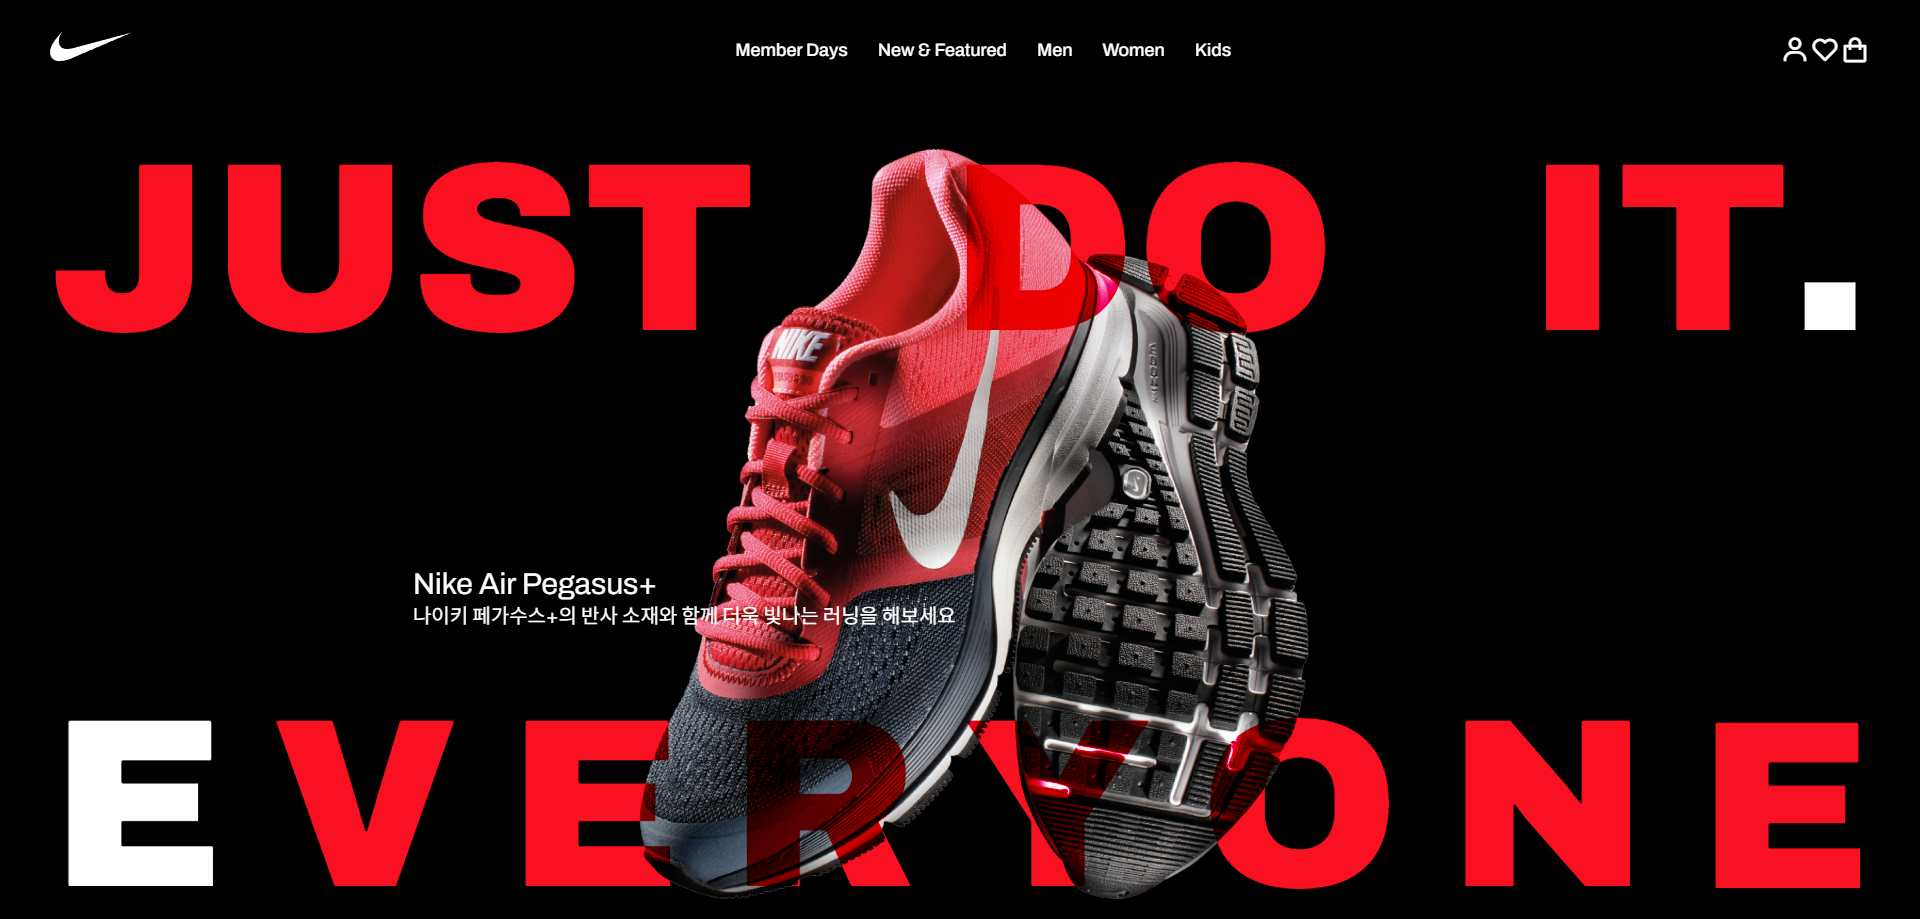 Member Days New & Featured Men Women Kids
JUST DO IT.
NIKE
Nike Air Pegasus+
나이키 페가수스+의 반사 소재와 함께 더욱 빛나는 러닝을 해보세요
EVERYONE